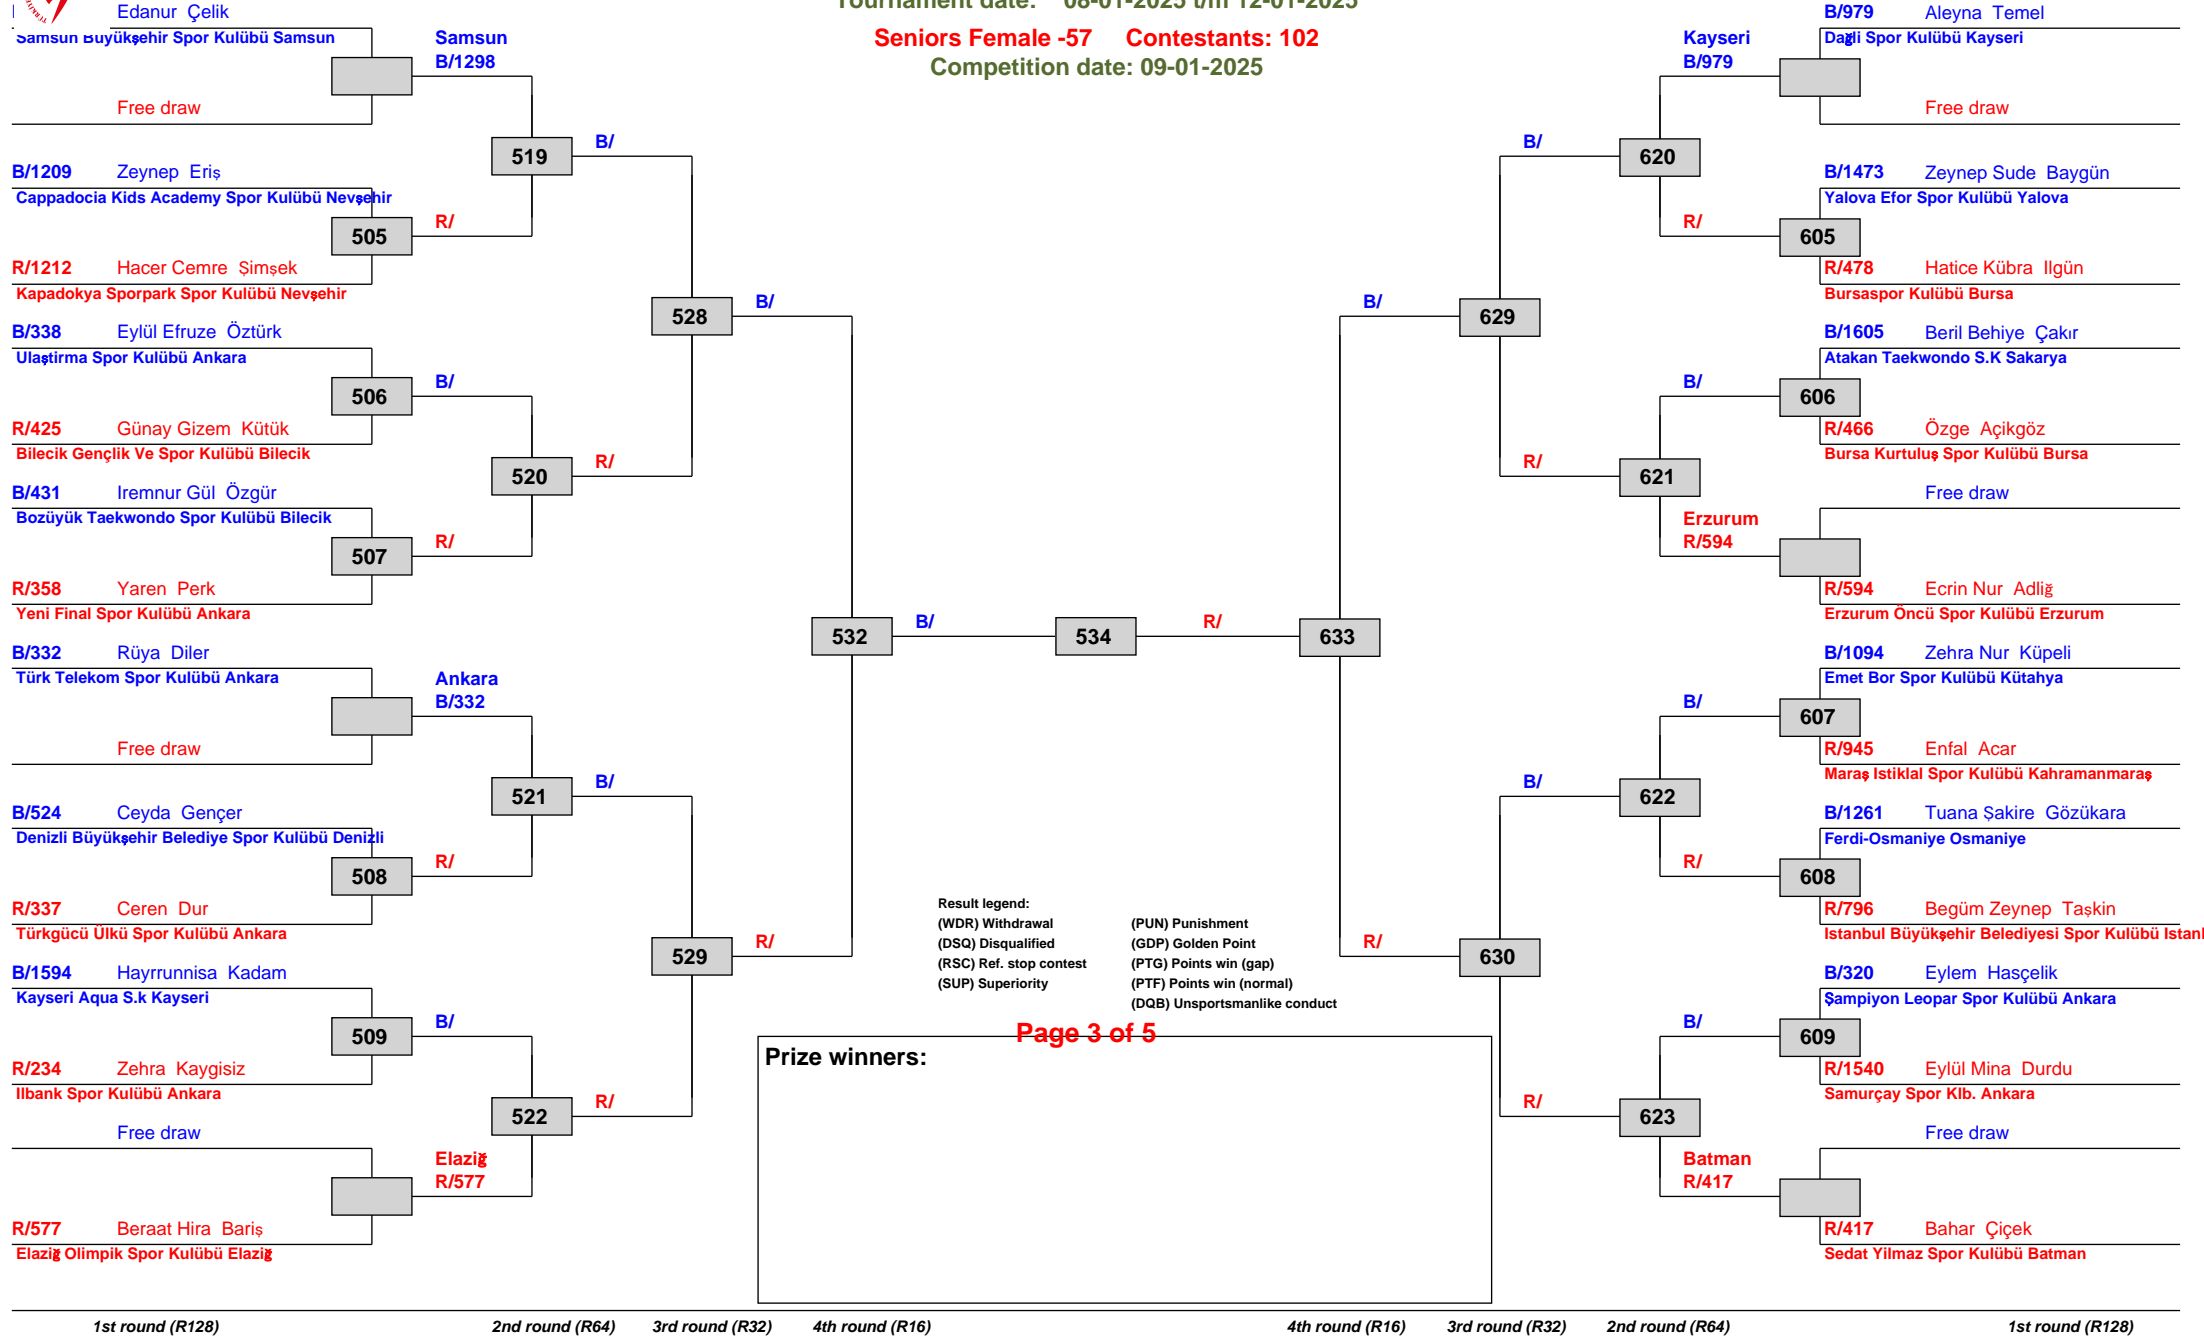 Tournament date: 08-01-2025 t/m 12-01-2025
Seniors Female -57 Contestants: 102
Competition date: 09-01-2025
Edanur Çelik
Samsun Büyükşehir Spor Kulübü Samsun
Free draw
B/1209 Zeynep Eriş
Cappadocia Kids Academy Spor Kulübü Nevşehir
505
R/1212 Hacer Cemre Şimşek
Kapadokya Sporpark Spor Kulübü Nevşehir
B/338 Eylül Efruze Öztürk
Ulaştirma Spor Kulübü Ankara
506
R/425 Günay Gizem Kütük
Bilecik Gençlik Ve Spor Kulübü Bilecik
B/431 Iremnur Gül Özgür
Bozüyük Taekwondo Spor Kulübü Bilecik
507
R/358 Yaren Perk
Yeni Final Spor Kulübü Ankara
B/332 Rüya Diler
Türk Telekom Spor Kulübü Ankara
Free draw
B/524 Ceyda Gençer
Denizli Büyükşehir Belediye Spor Kulübü Denizli
508
R/337 Ceren Dur
Türkgücü Ülkü Spor Kulübü Ankara
B/1594 Hayrrunnisa Kadam
Kayseri Aqua S.k Kayseri
509
R/234 Zehra Kaygisiz
Ilbank Spor Kulübü Ankara
Free draw
R/577 Beraat Hira Bariş
Elaziğ Olimpik Spor Kulübü Elaziğ
Samsun
B/1298
519
R/
B/
520
R/
Ankara
B/332
521
R/
B/
522
Elaziğ
R/577
B/
528
R/
B/
529
R/
B/
532
R/
B/
534
R/
633
B/
R/
629
B/
R/
630
B/
R/
Kayseri
B/979
620
R/
B/
621
Erzurum
R/594
B/
622
R/
B/
623
Batman
R/417
B/979 Aleyna Temel
Dağli Spor Kulübü Kayseri
Free draw
B/1473 Zeynep Sude Baygün
Yalova Efor Spor Kulübü Yalova
605
R/478 Hatice Kübra Ilgün
Bursaspor Kulübü Bursa
B/1605 Beril Behiye Çakır
Atakan Taekwondo S.K Sakarya
606
R/466 Özge Açikgöz
Bursa Kurtuluş Spor Kulübü Bursa
Free draw
R/594 Ecrin Nur Adliğ
Erzurum Öncü Spor Kulübü Erzurum
B/1094 Zehra Nur Küpeli
Emet Bor Spor Kulübü Kütahya
607
R/945 Enfal Acar
Maraş Istiklal Spor Kulübü Kahramanmaraş
B/1261 Tuana Şakire Gözükara
Ferdi-Osmaniye Osmaniye
608
R/796 Begüm Zeynep Taşkin
Istanbul Büyükşehir Belediyesi Spor Kulübü Istan
B/320 Eylem Hasçelik
Şampiyon Leopar Spor Kulübü Ankara
609
R/1540 Eylül Mina Durdu
Samurçay Spor Klb. Ankara
Free draw
R/417 Bahar Çiçek
Sedat Yilmaz Spor Kulübü Batman
Result legend:
(WDR) Withdrawal (PUN) Punishment
(DSQ) Disqualified (GDP) Golden Point
(RSC) Ref. stop contest (PTG) Points win (gap)
(SUP) Superiority (PTF) Points win (normal)
(DQB) Unsportsmanlike conduct
Page 3 of 5
Prize winners:
1st round (R128) 2nd round (R64) 3rd round (R32) 4th round (R16) 4th round (R16) 3rd round (R32) 2nd round (R64) 1st round (R128)